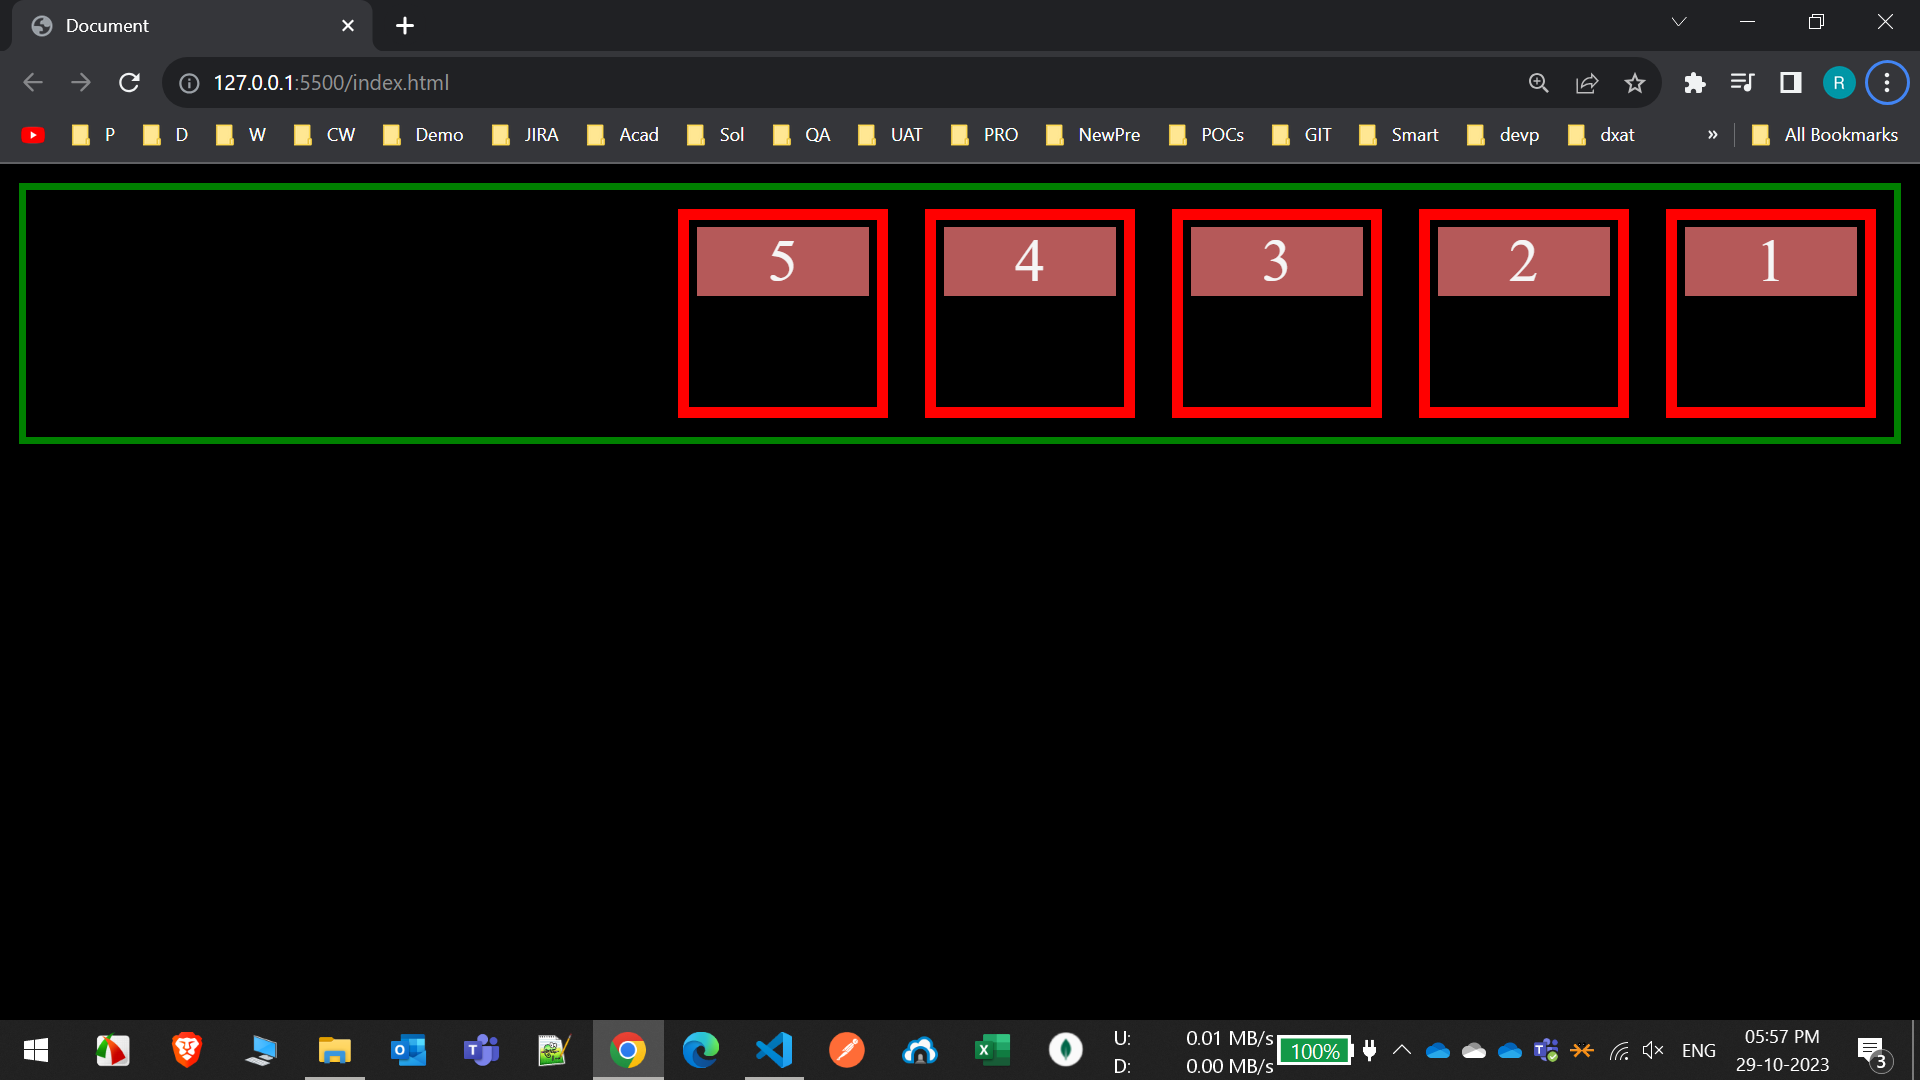 Document
127.0.0.1:5500/index.html
R
P D W CW Demo JIRA Acad Sol QA UAT PRO NewPre POCs GIT Smart devp dxat » All Bookmarks
5 4 3 2 1
U: 0.01 MB/s
D: 0.00 MB/s
100%
ENG
05:57 PM
29-10-2023
3